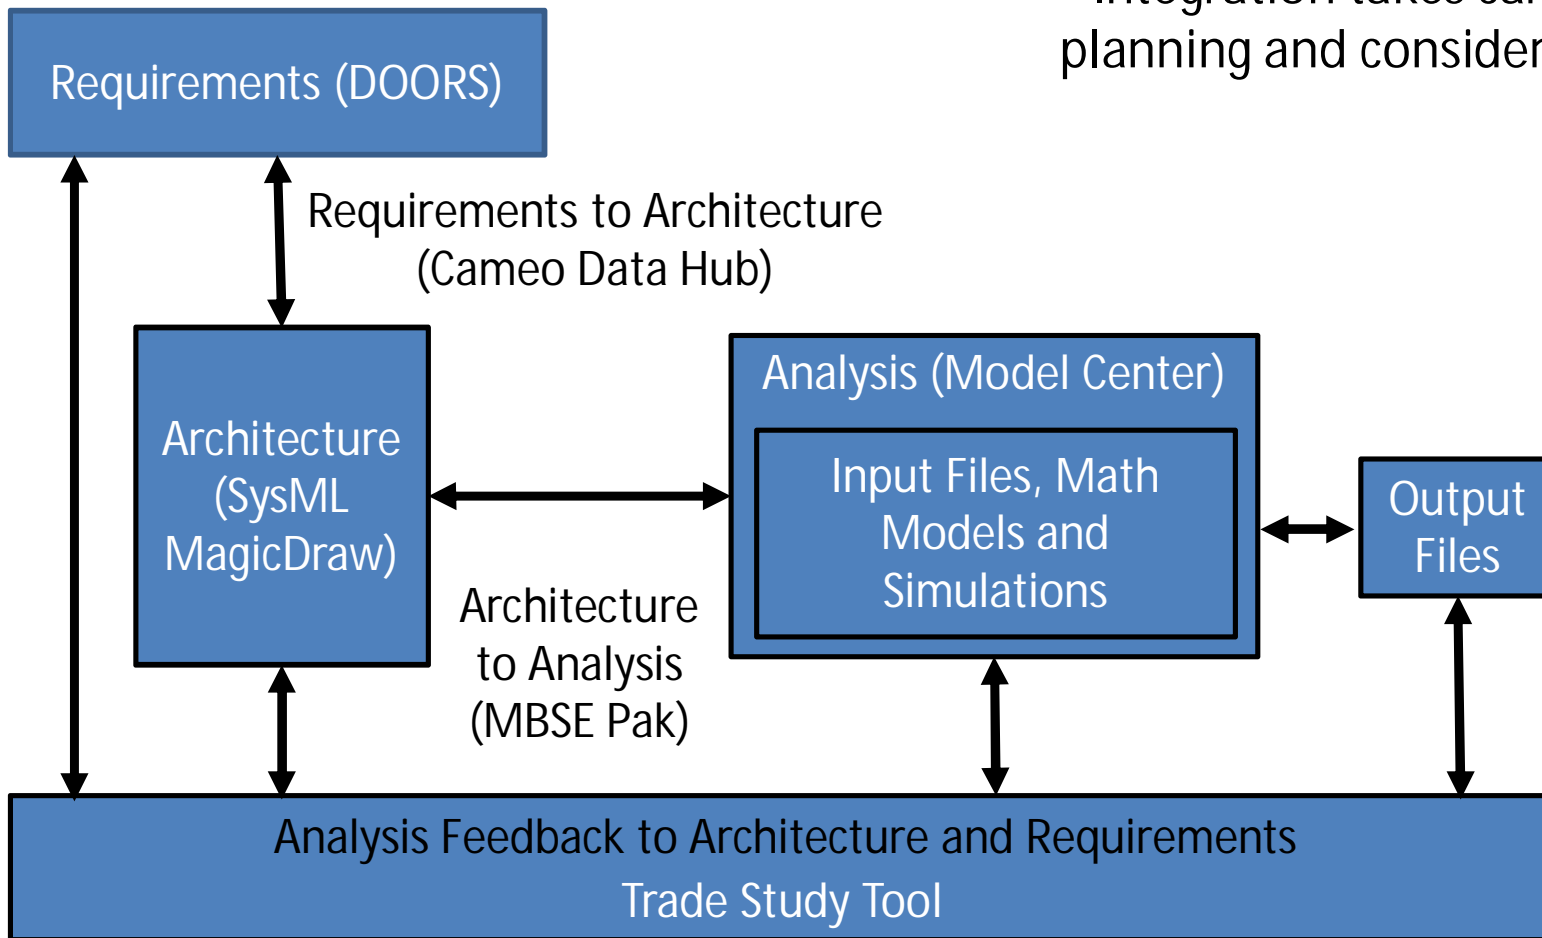 planning and consider
Requirements (DOORS)
Requirements to Architecture
(Cameo Data Hub)
Analysis (Model Center)
Architecture
(SysML
MagicDraw)
Input Files, Math
Models and
Simulations
Output
Files
Architecture
to Analysis
(MBSE Pak)
Analysis Feedback to Architecture and Requirements
Trade Study Tool